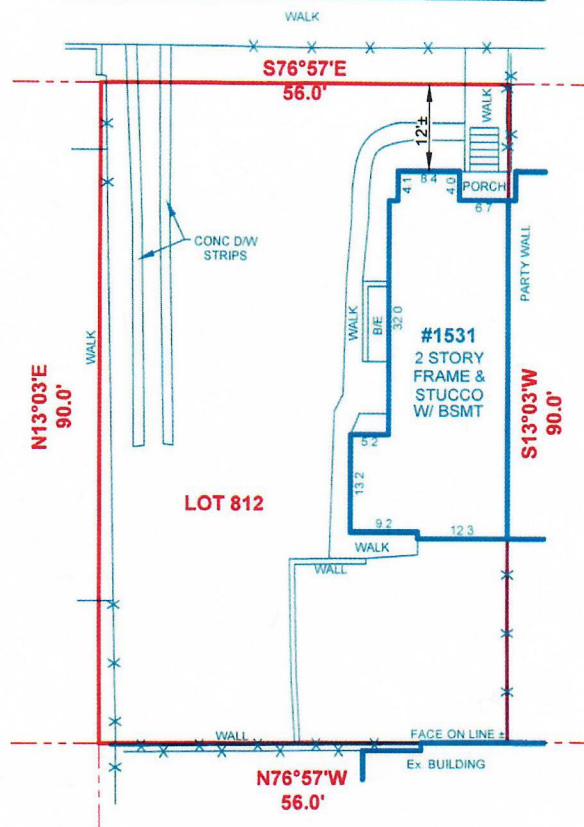 WALK
S76°57'E
56.0'
WALK
12'±
4.1
8.4
4.0
PORCH
6.7
CONC D/W
STRIPS
PARTY WALL
WALK
WALK
B/E
32.0
#1531
2 STORY
FRAME &
STUCCO
W/ BSMT
N13°03'E
90.0'
S13°03'W
90.0'
5.2
13.2
LOT 812
9.2
12.3
WALK
WALL
WALL
FACE ON LINE ±
N76°57'W
56.0'
Ex. BUILDING